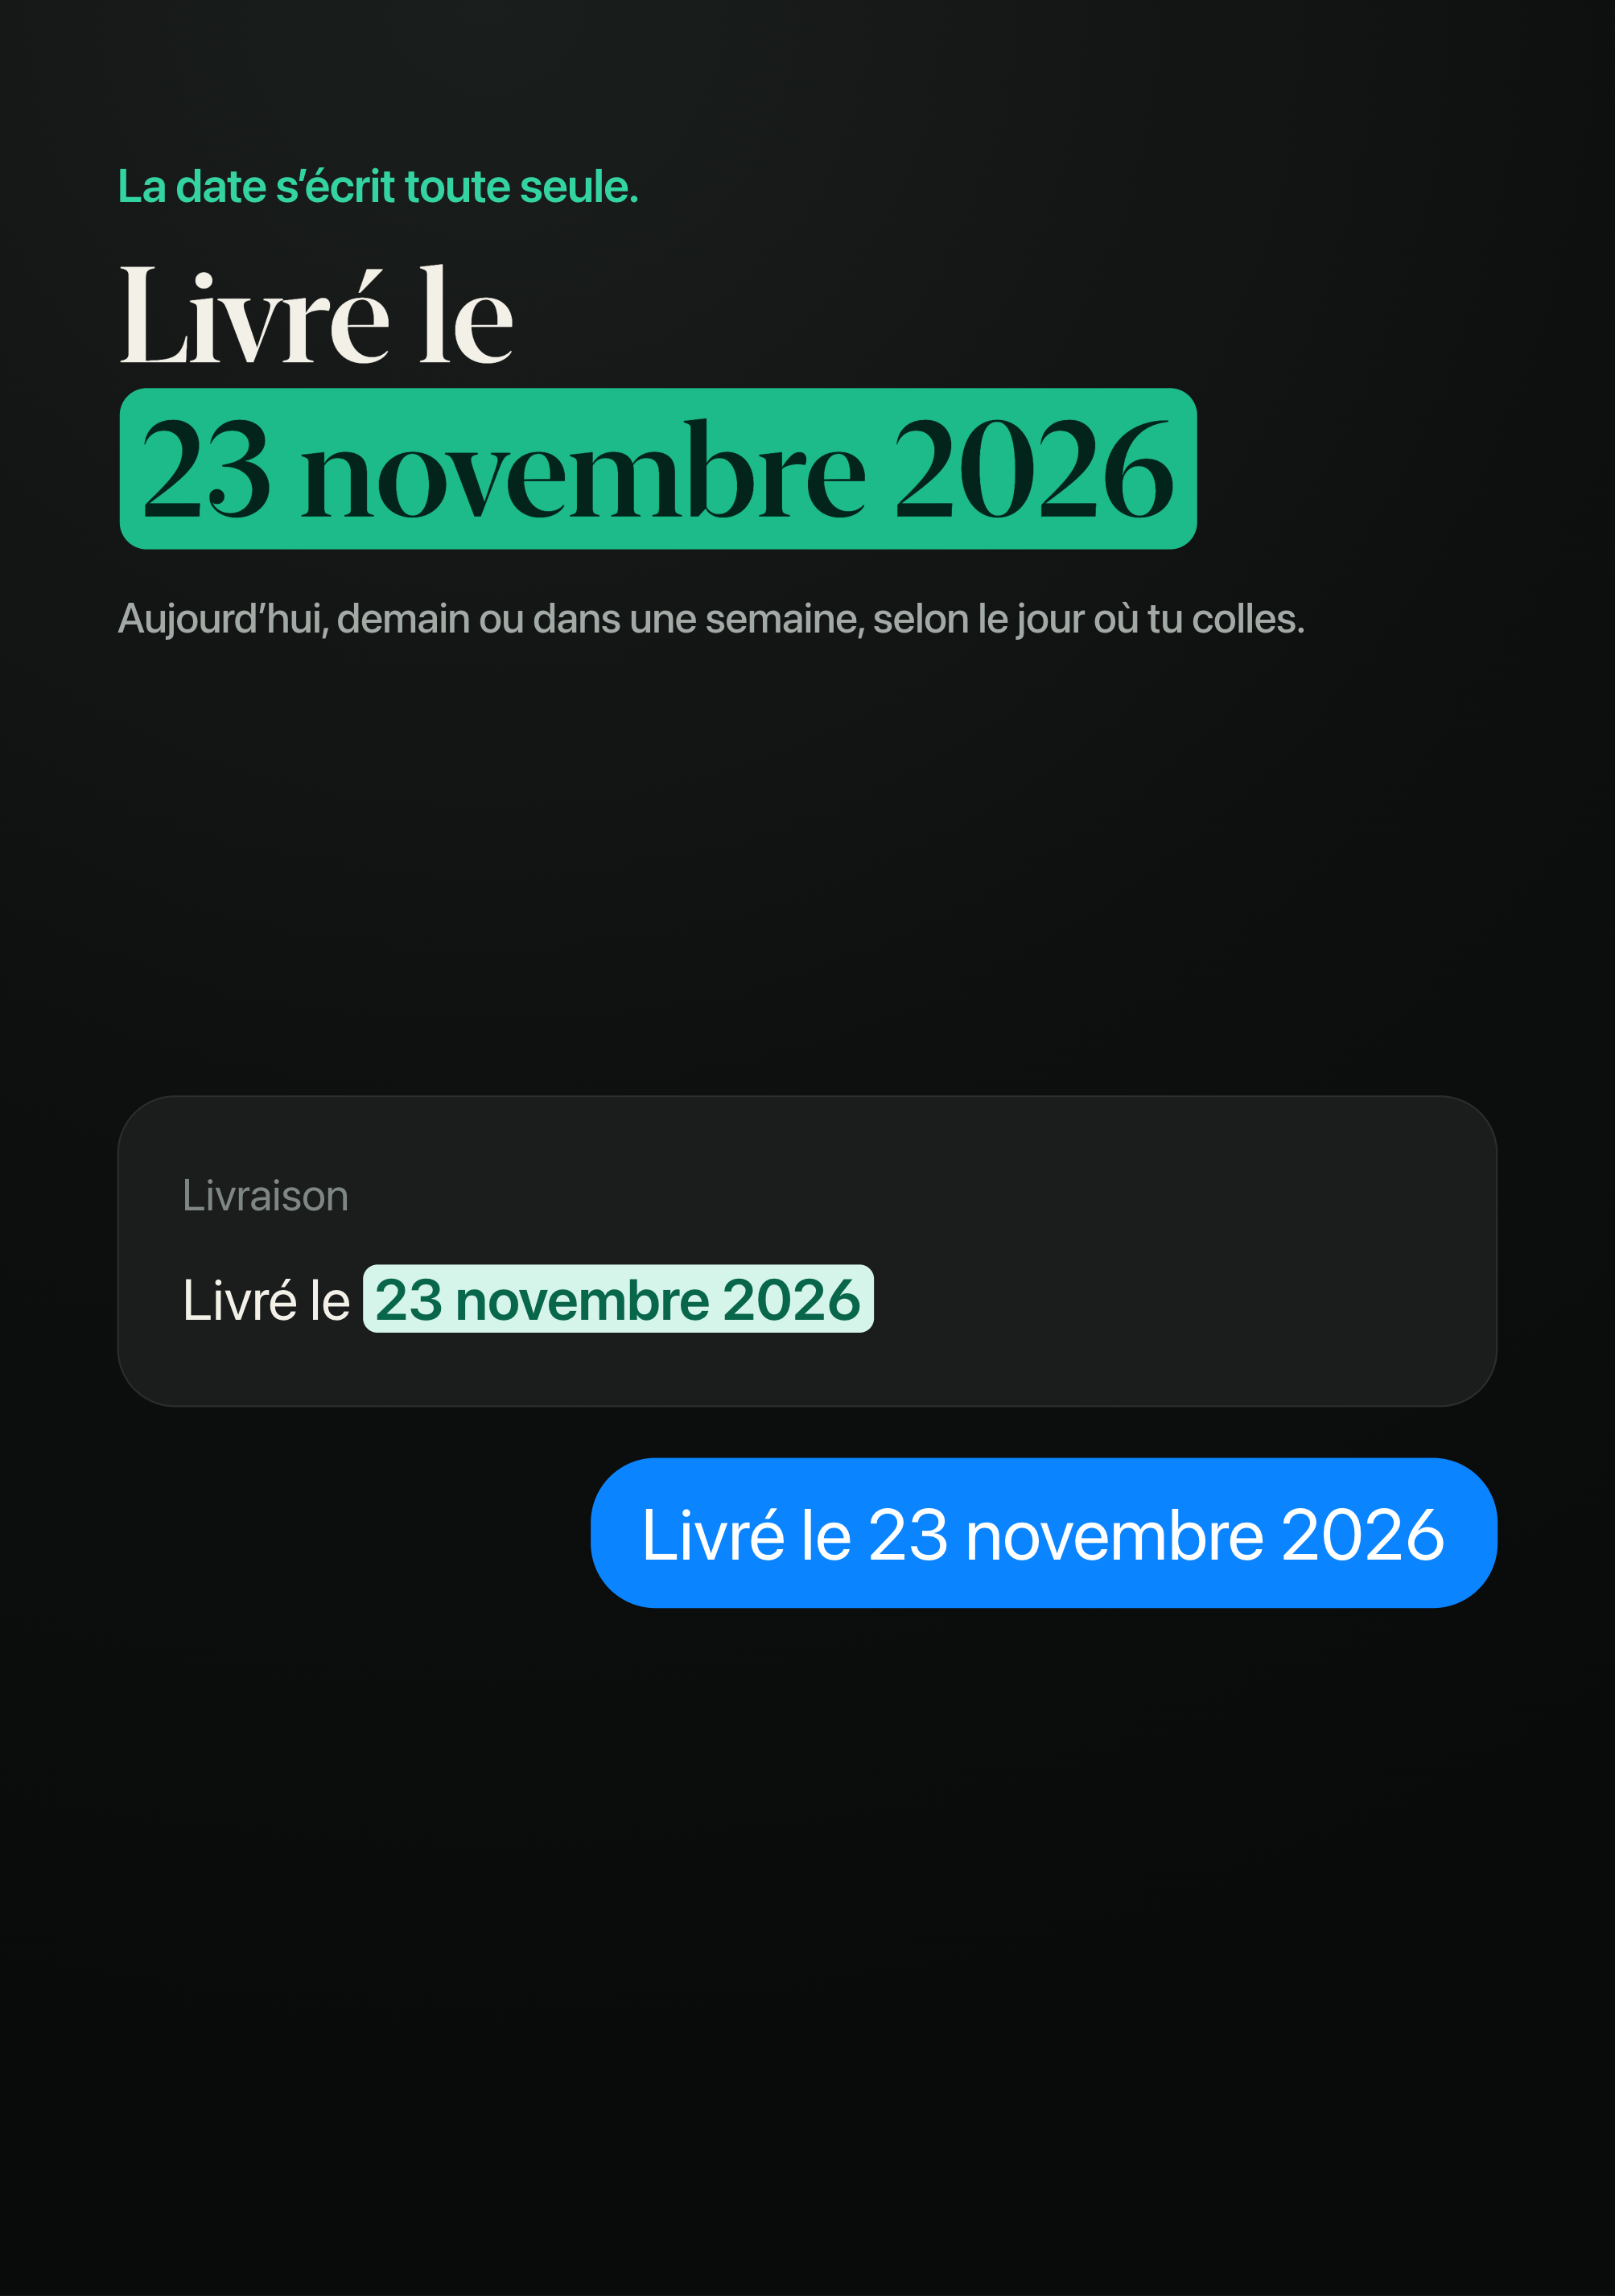 La date s’écrit toute seule.
Livré le
23 novembre 2026
Aujourd’hui, demain ou dans une semaine, selon le jour où tu colles.
Livraison
Livré le 23 novembre 2026
Livré le 23 novembre 2026